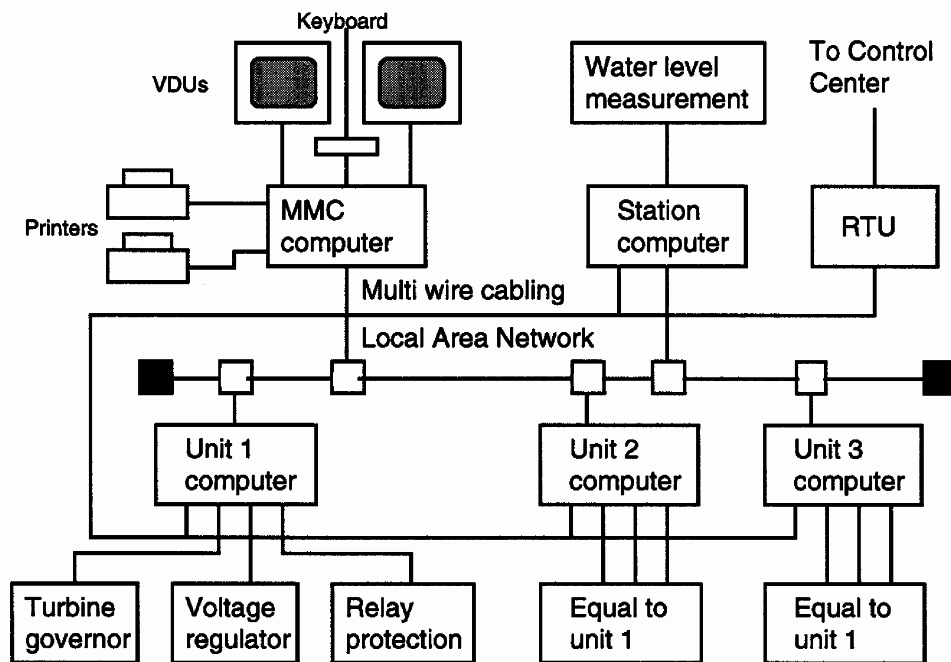 Keyboard
VDUs
Water level
measurement
To Control
Center
Printers
MMC
computer
Station
computer
RTU
Multi wire cabling
Local Area Network
Unit 1
computer
Unit 2
computer
Unit 3
computer
Turbine
governor
Voltage
regulator
Relay
protection
Equal to
unit 1
Equal to
unit 1